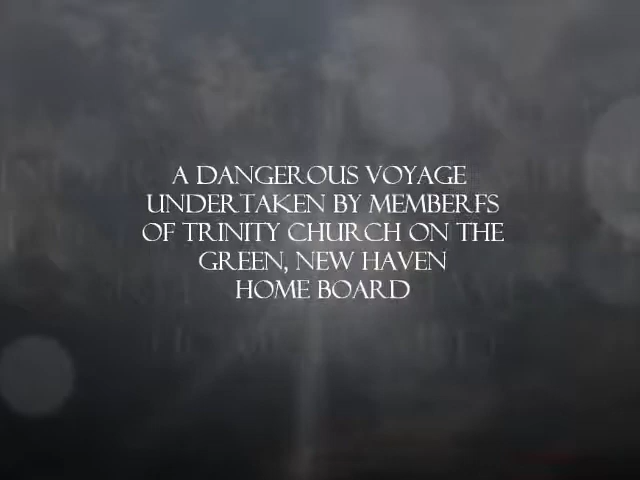 A DANGEROUS VOYAGE
UNDERTAKEN BY MEMBERFS
OF TRINITY CHURCH ON THE
GREEN, NEW HAVEN
HOME BOARD